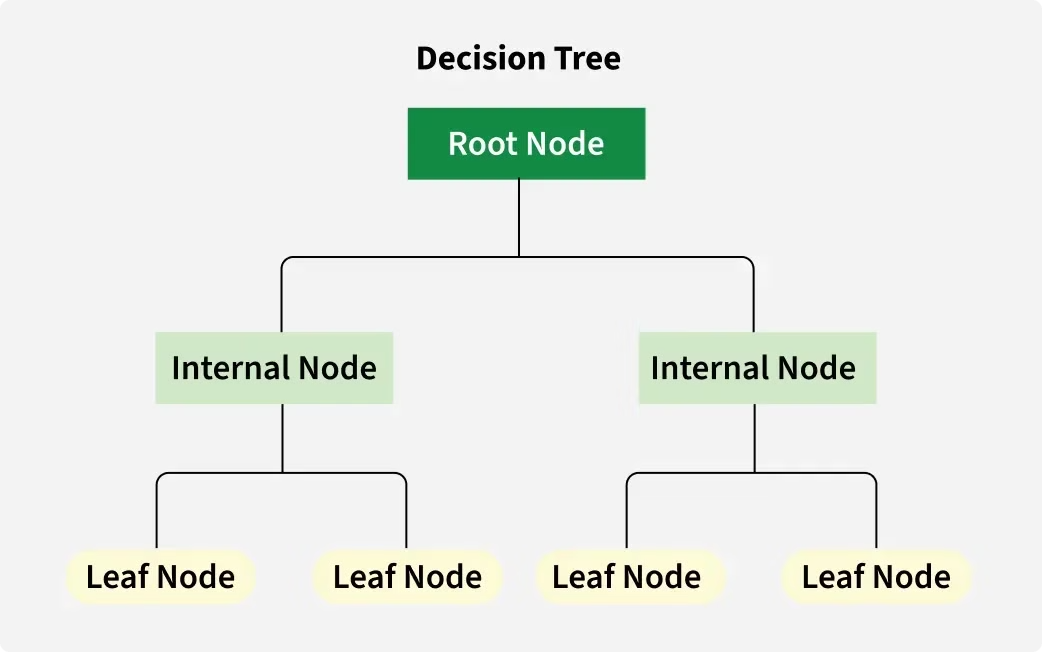 Decision Tree
Root Node
Internal Node
Internal Node
Leaf Node
Leaf Node
Leaf Node
Leaf Node